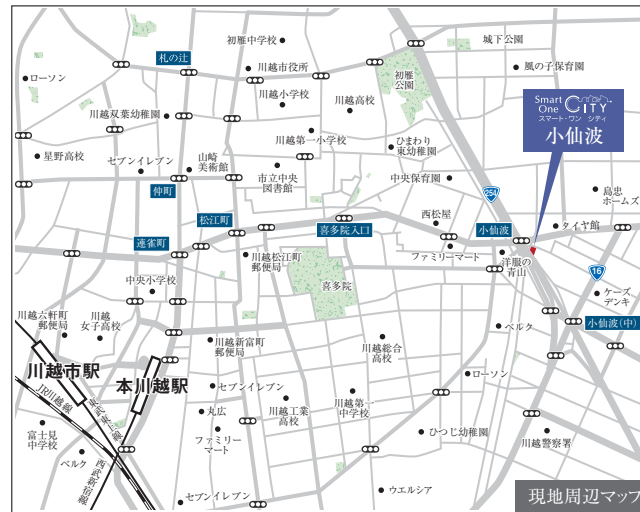 初雁中学校
城下公園
札の辻
川越市役所
風の子保育園
ローソン
初雁
公園
川越小学校
川越高校
Smart
One CITY
スマート・ワン シティ
小仙波
川越双葉幼稚園
川越第一小学校
ひまわり
東幼稚園
星野高校
セブンイレブン
山崎
美術館
市立中央
図書館
中央保育園
254
島忠
ホームズ
仲町
松江町
喜多院入口
西松屋
小仙波
タイヤ館
連雀町
川越松江町
郵便局
ファミリーマート
洋服の
青山
16
中央小学校
喜多院
ケーズ
デンキ
川越六軒町
郵便局
川越
女子高校
小仙波(中)
川越新富町
郵便局
川越総合
高校
ベルク
川越市駅
本川越駅
ローソン
セブンイレブン
JR川越線
東武東上線
丸広
川越工業
高校
川越第一
中学校
富士見
中学校
ファミリー
マート
ひつじ幼稚園
川越警察署
ベルク
西武新宿線
セブンイレブン
ウエルシア
現地周辺マップ